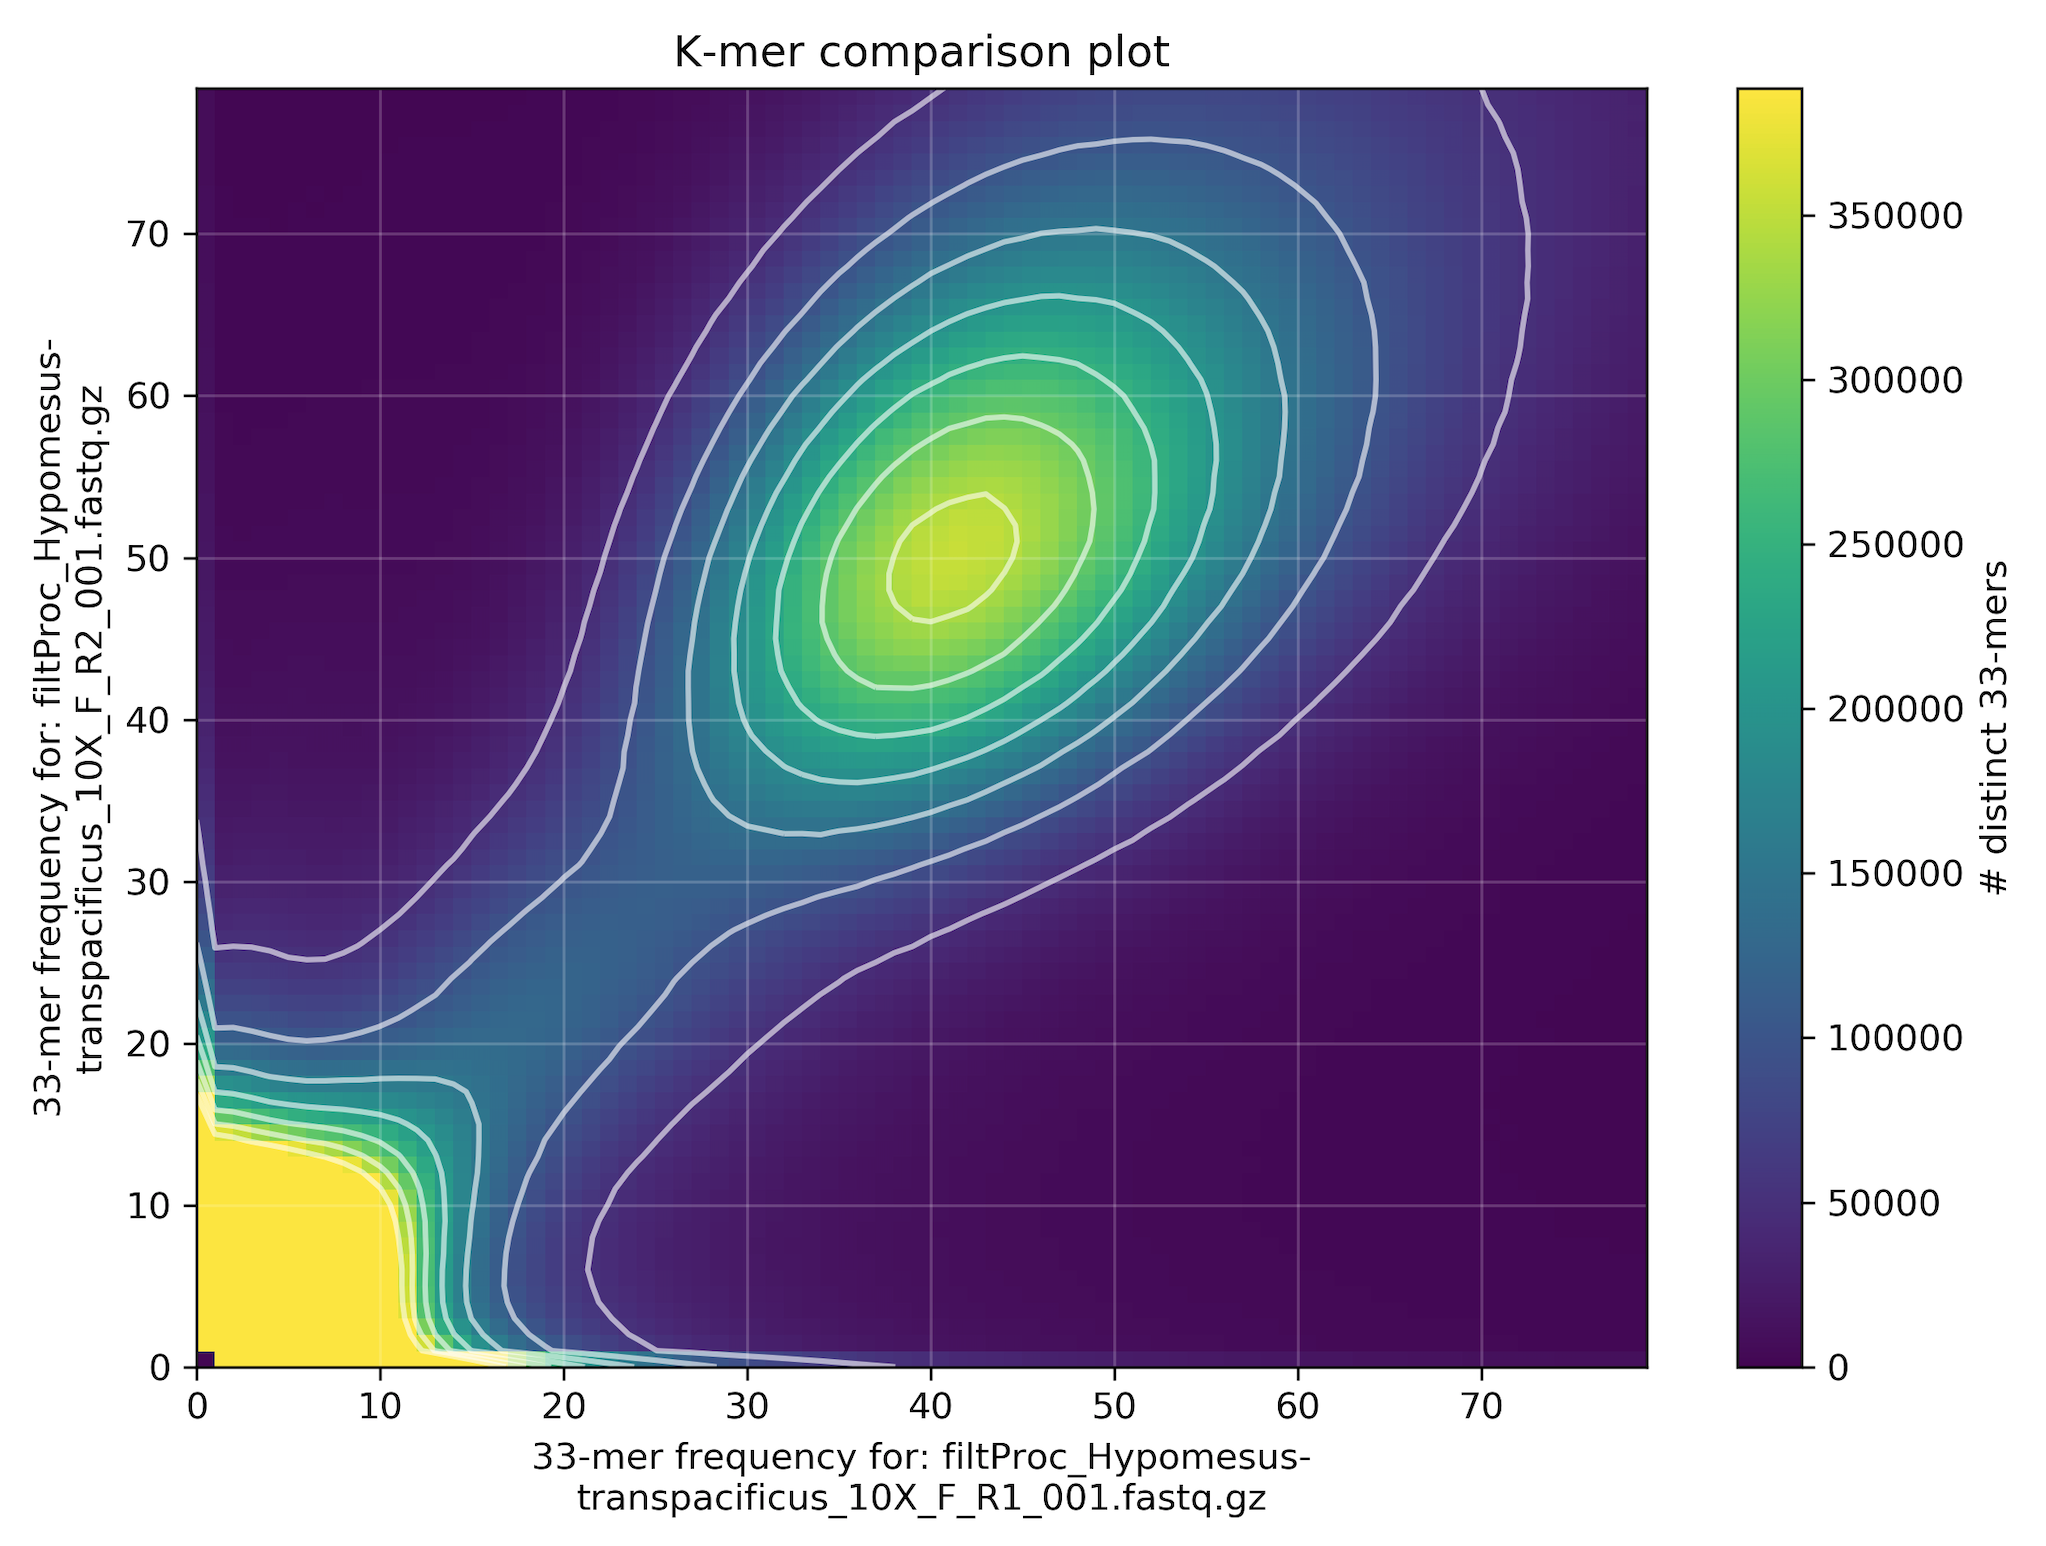 K-mer comparison plot
33-mer frequency for: filtProc_Hypomesus-
transpacificus_10X_F_R2_001.fastq.gz
70
60
50
40
30
20
10
0
0 10 20 30 40 50 60 70
33-mer frequency for: filtProc_Hypomesus-
transpacificus_10X_F_R1_001.fastq.gz
350000
300000
250000
200000
150000
100000
50000
0
# distinct 33-mers